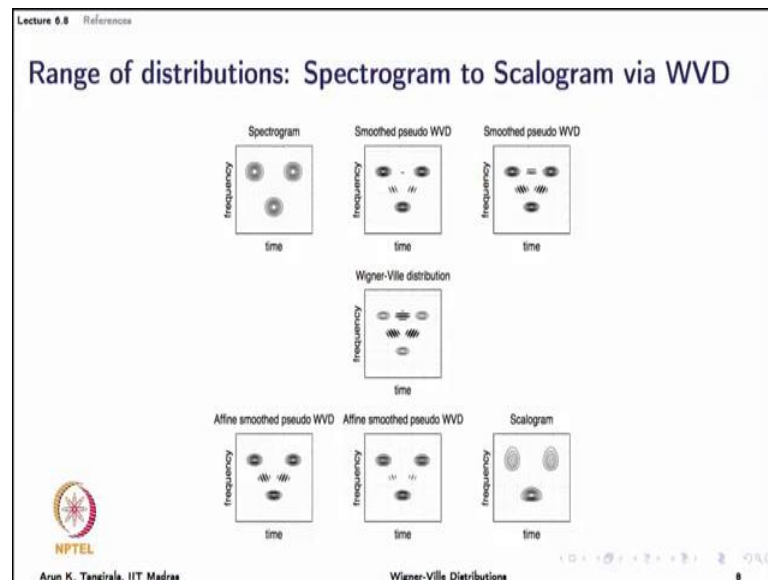 Lecture 6.8 References
Range of distributions: Spectrogram to Scalogram via WVD
Spectrogram
frequency
time
Smoothed pseudo WVD
frequency
time
Smoothed pseudo WVD
frequency
time
Wigner-Ville distribution
frequency
time
Affine smoothed pseudo WVD
frequency
time
Affine smoothed pseudo WVD
frequency
time
Scalogram
frequency
time
NPTEL
Arun K. Tangirala, IIT Madras Wigner-Ville Distributions 8